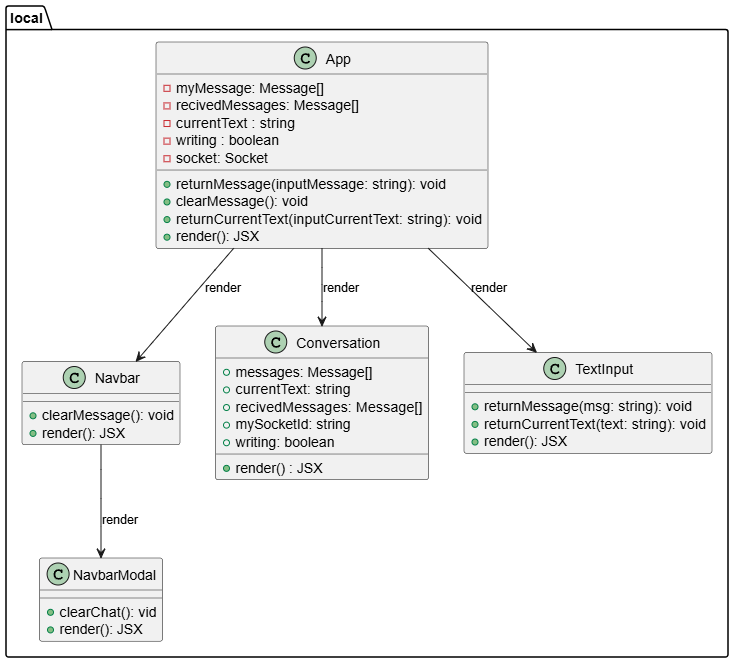 local
C App
myMessage: Message[]
recivedMessages: Message[]
currentText : string
writing : boolean
socket: Socket
returnMessage(inputMessage: string): void
clearMessage(): void
returnCurrentText(inputCurrentText: string): void
render(): JSX
render
render
render
C Navbar
clearMessage(): void
render(): JSX
C Conversation
messages: Message[]
currentText: string
recivedMessages: Message[]
mySocketId: string
writing: boolean
render() : JSX
C TextInput
returnMessage(msg: string): void
returnCurrentText(text: string): void
render(): JSX
render
C NavbarModal
clearChat(): vid
render(): JSX